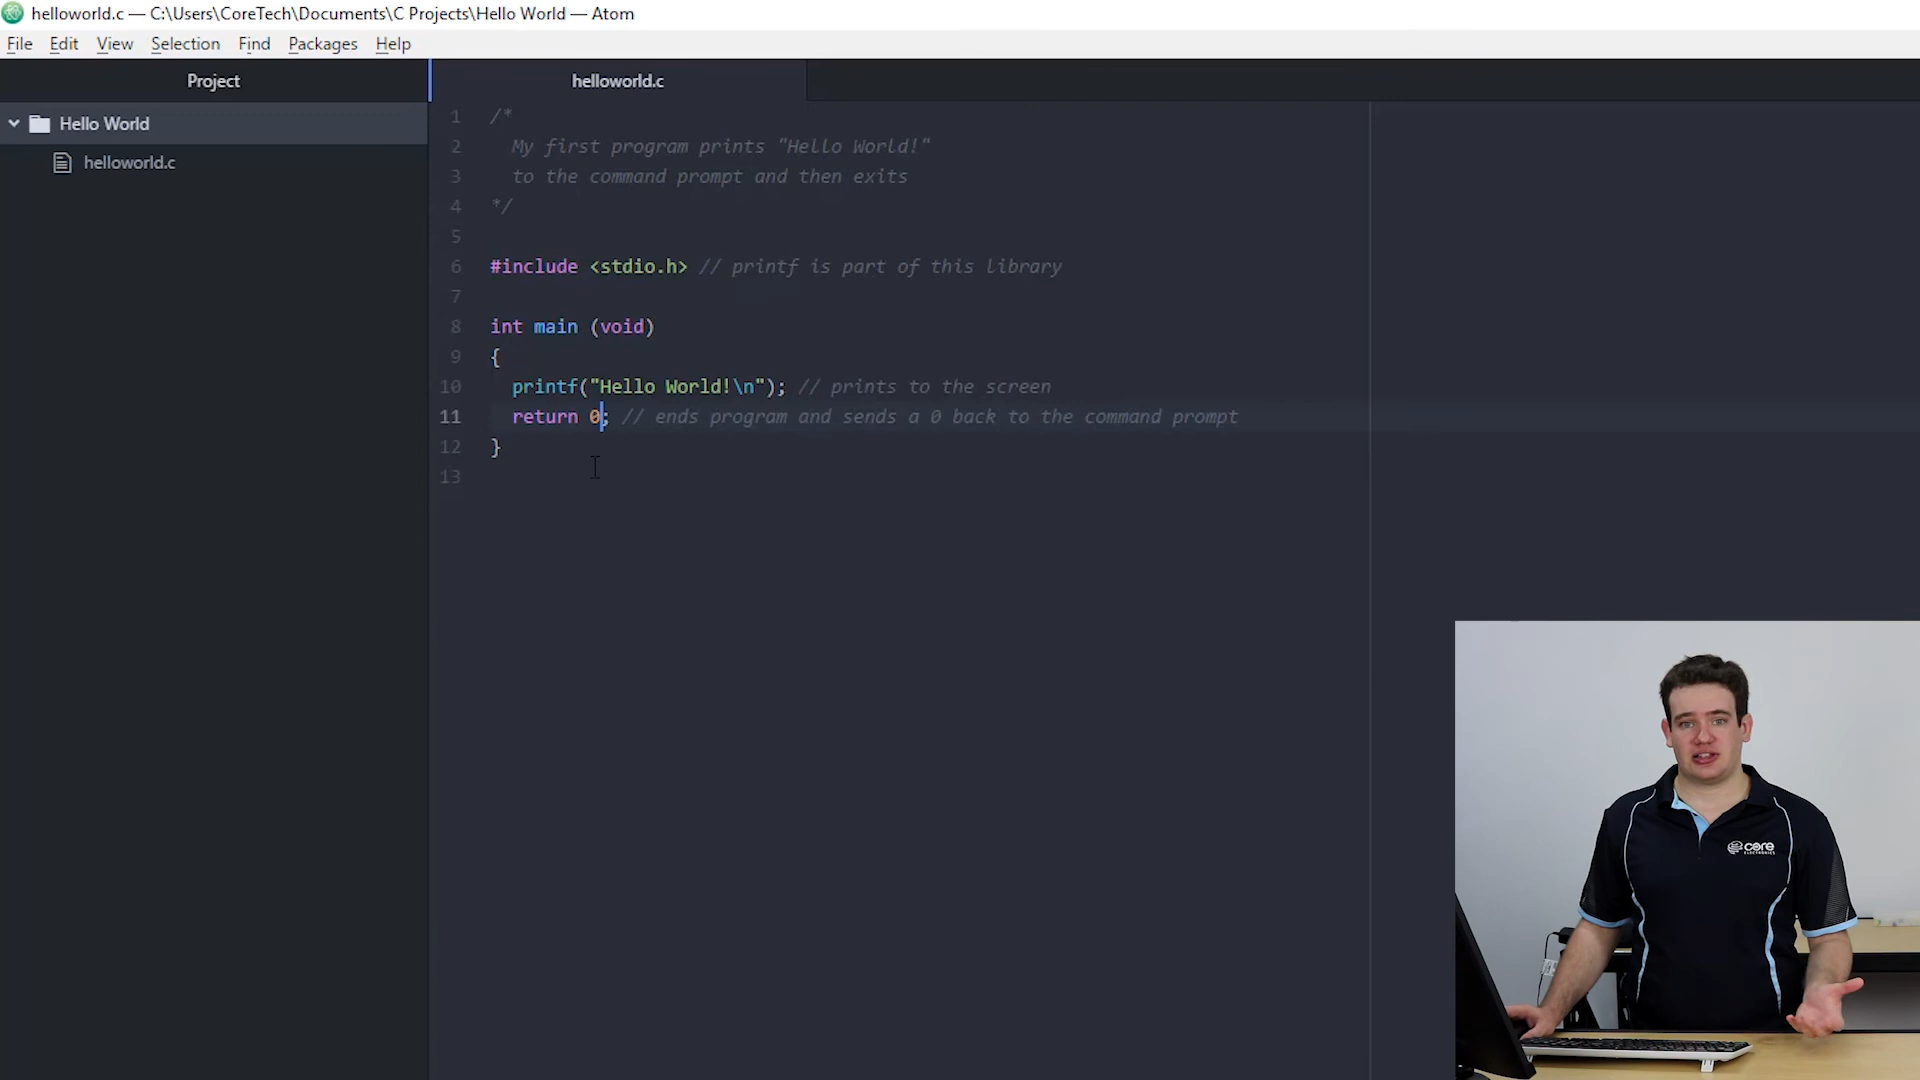 helloworld.c — C:\Users\CoreTech\Documents\C Projects\Hello World — Atom
File Edit View Selection Find Packages Help
Project
helloworld.c
Hello World
helloworld.c
1 /*
2 My first program prints "Hello World!"
3 to the command prompt and then exits
4 */
5
6 #include <stdio.h> // printf is part of this library
7
8 int main (void)
9 {
10 printf("Hello World!\n"); // prints to the screen
11 return 0; // ends program and sends a 0 back to the command prompt
12 }
13
core
ELECTRONICS